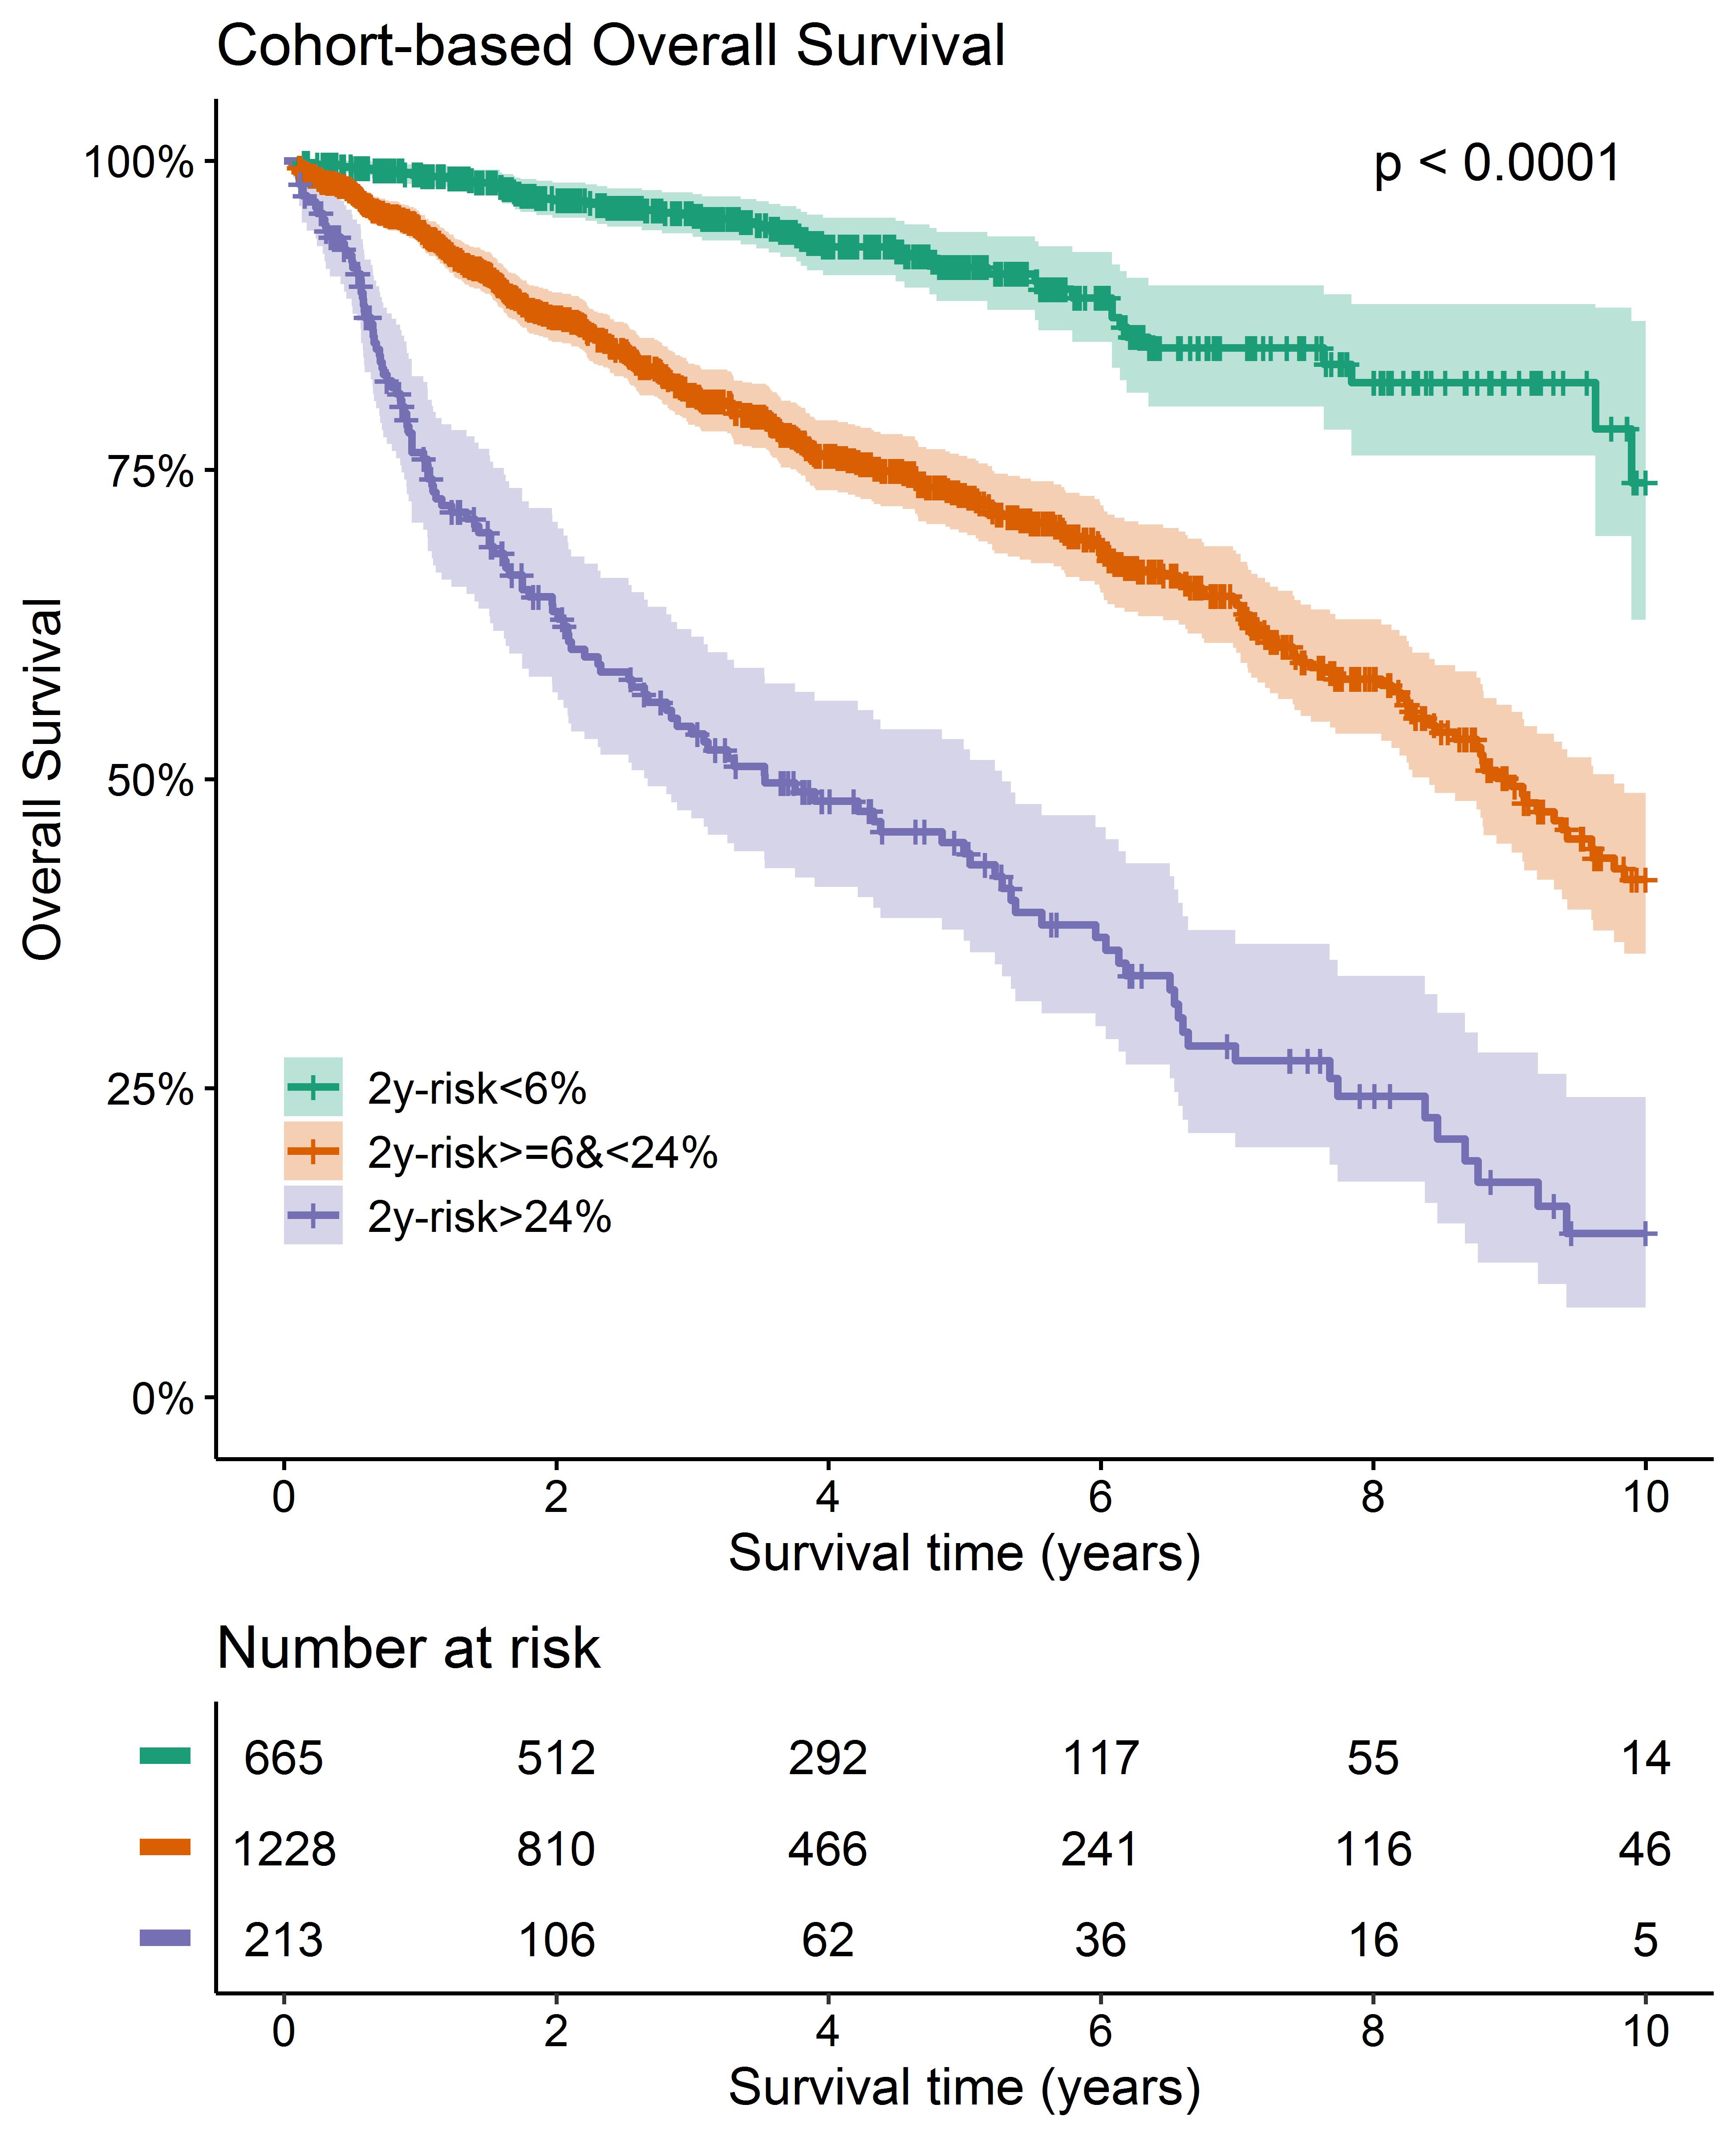 Cohort-based Overall Survival
p < 0.0001
100%
75%
50%
25%
0%
Overall Survival
2y-risk<6%
2y-risk>=6&<24%
2y-risk>24%
0 2 4 6 8 10
Survival time (years)
Number at risk
665 512 292 117 55 14
1228 810 466 241 116 46
213 106 62 36 16 5
0 2 4 6 8 10
Survival time (years)